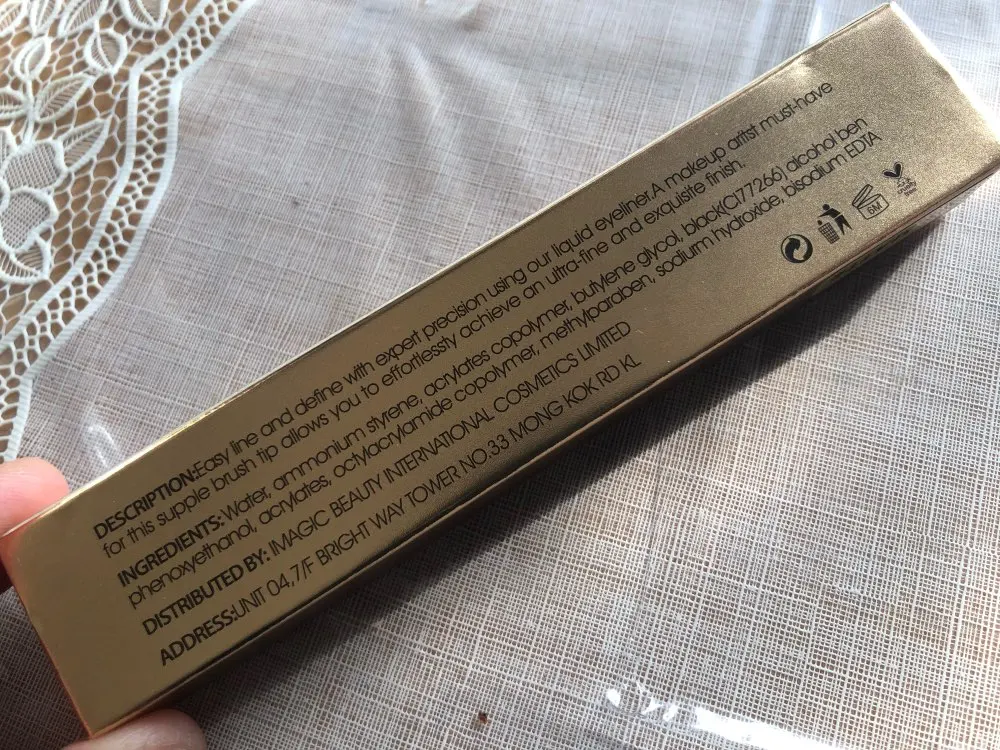 DESCRIPTION:Easy line and define with expert precision using our liquid eyeliner.A makeup aritst must-have
for this supple brush tip allows you to effortlessly achieve an ultra-fine and exquisite finish.
INGREDIENTS: Water, ammonium styrene, acrylates copolymer, butylene glycol, black(CI77266) alcohol ben
phenoxyethanol, acrylates, octylacrylamide copolymer, methylparaben, sodium hydroxide, bisodium EDTA
DISTRIBUTED BY: IMAGIC BEAUTY INTERNATIONAL COSMETICS LIMITED
ADDRESS:UNIT 04,7/F BRIGHT WAY TOWER NO.33 MONG KOK RD KL
6M